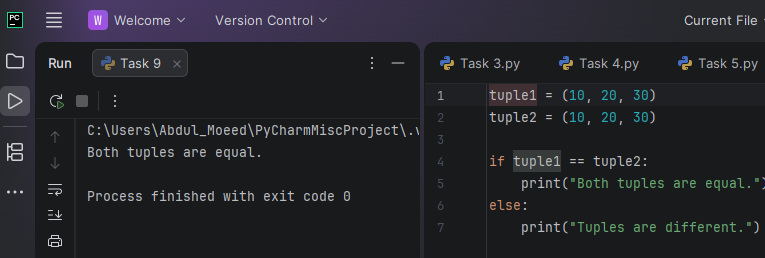 PC W Welcome Version Control Current File
Run Task 9 Task 3.py Task 4.py Task 5.py
C:\Users\Abdul_Moeed\PyCharmMiscProject\.v
Both tuples are equal.
Process finished with exit code 0
1 tuple1 = (10, 20, 30)
2 tuple2 = (10, 20, 30)
3
4 if tuple1 == tuple2:
5 print("Both tuples are equal.")
6 else:
7 print("Tuples are different.")